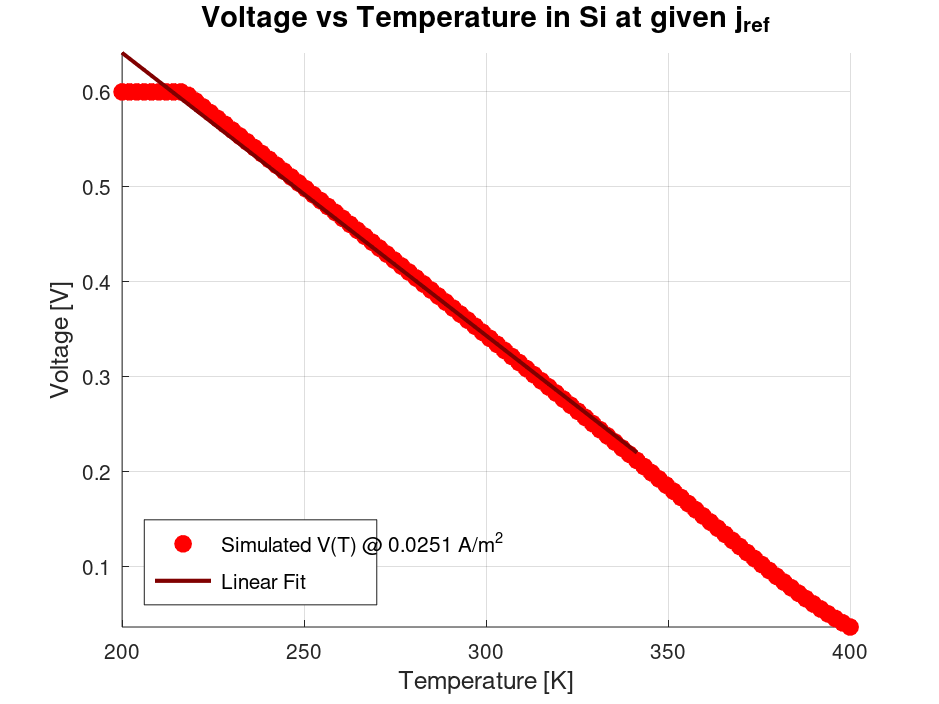 Voltage vs Temperature in Si at given j_ref
Voltage [V]
0.6
0.5
0.4
0.3
0.2
0.1
Simulated V(T) @ 0.0251 A/m²
Linear Fit
200
250
300
350
400
Temperature [K]